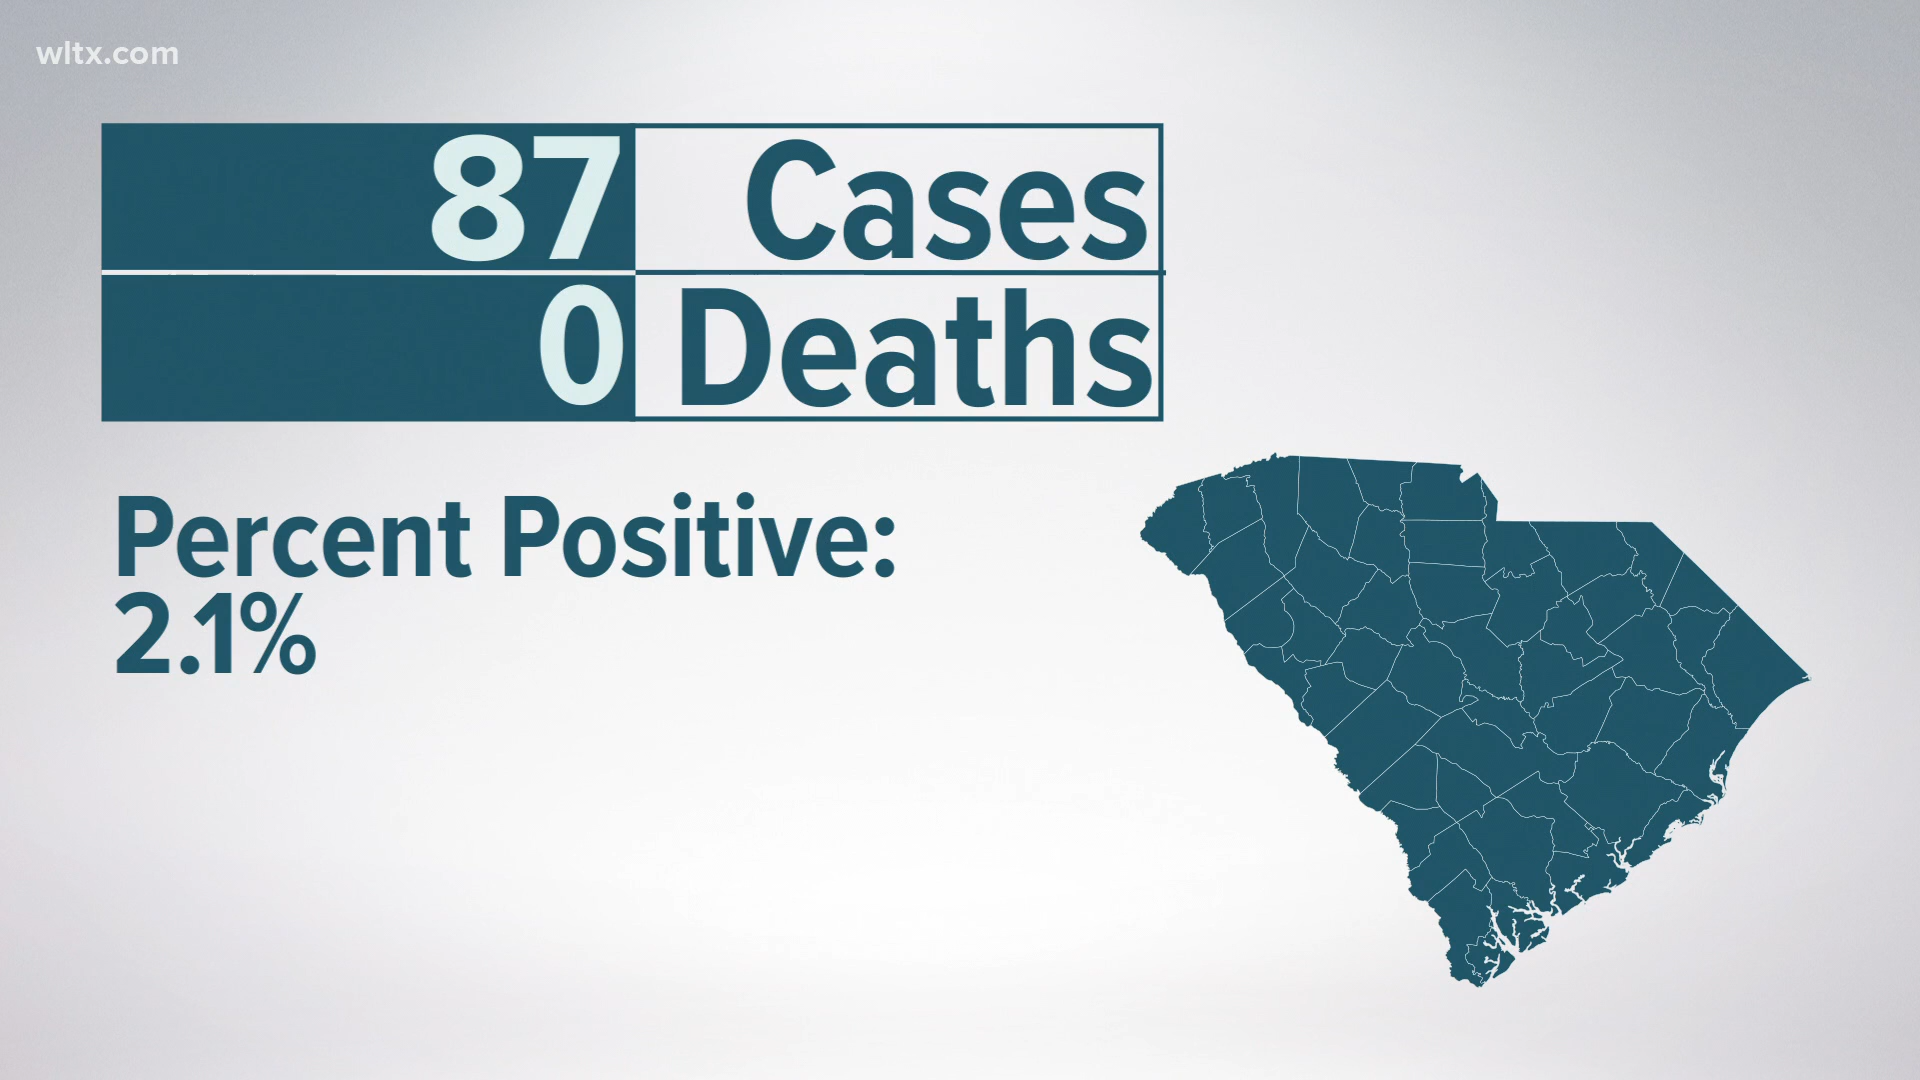 wltx.com
87 Cases
0 Deaths
Percent Positive:
2.1%